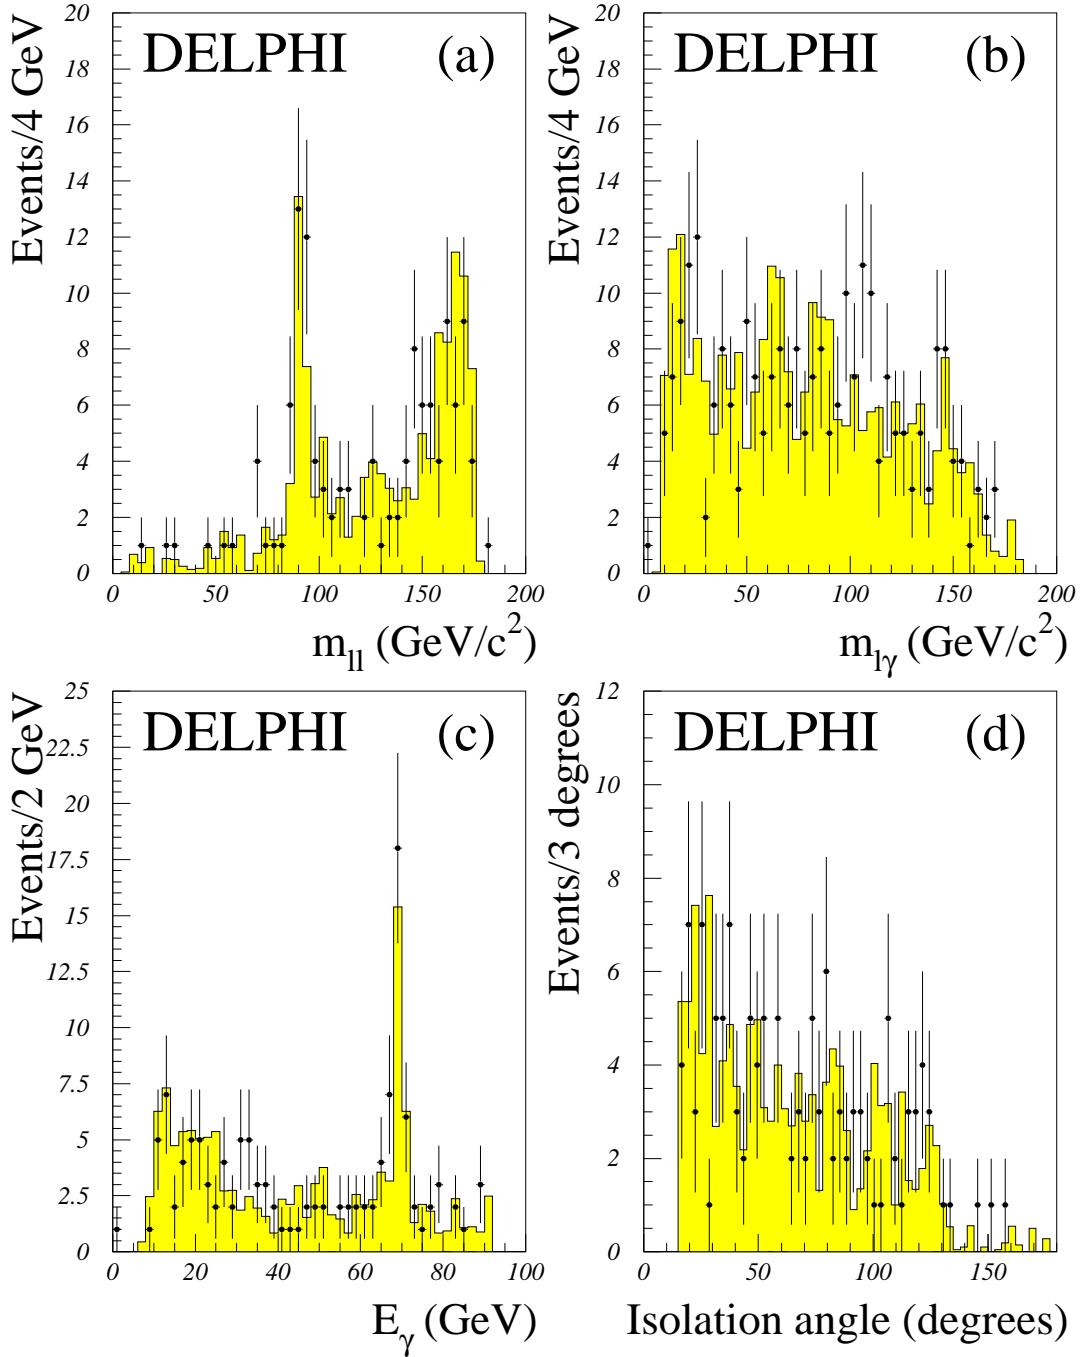 DELPHI (a)
Events/4 GeV
20
18
16
14
12
10
8
6
4
2
0
0 50 100 150 200
m_ll (GeV/c²)
DELPHI (b)
Events/4 GeV
20
18
16
14
12
10
8
6
4
2
0
0 50 100 150 200
m_lγ (GeV/c²)
DELPHI (c)
Events/2 GeV
25
22.5
20
17.5
15
12.5
10
7.5
5
2.5
0
0 20 40 60 80 100
E_γ (GeV)
DELPHI (d)
Events/3 degrees
12
10
8
6
4
2
0
0 50 100 150
Isolation angle (degrees)